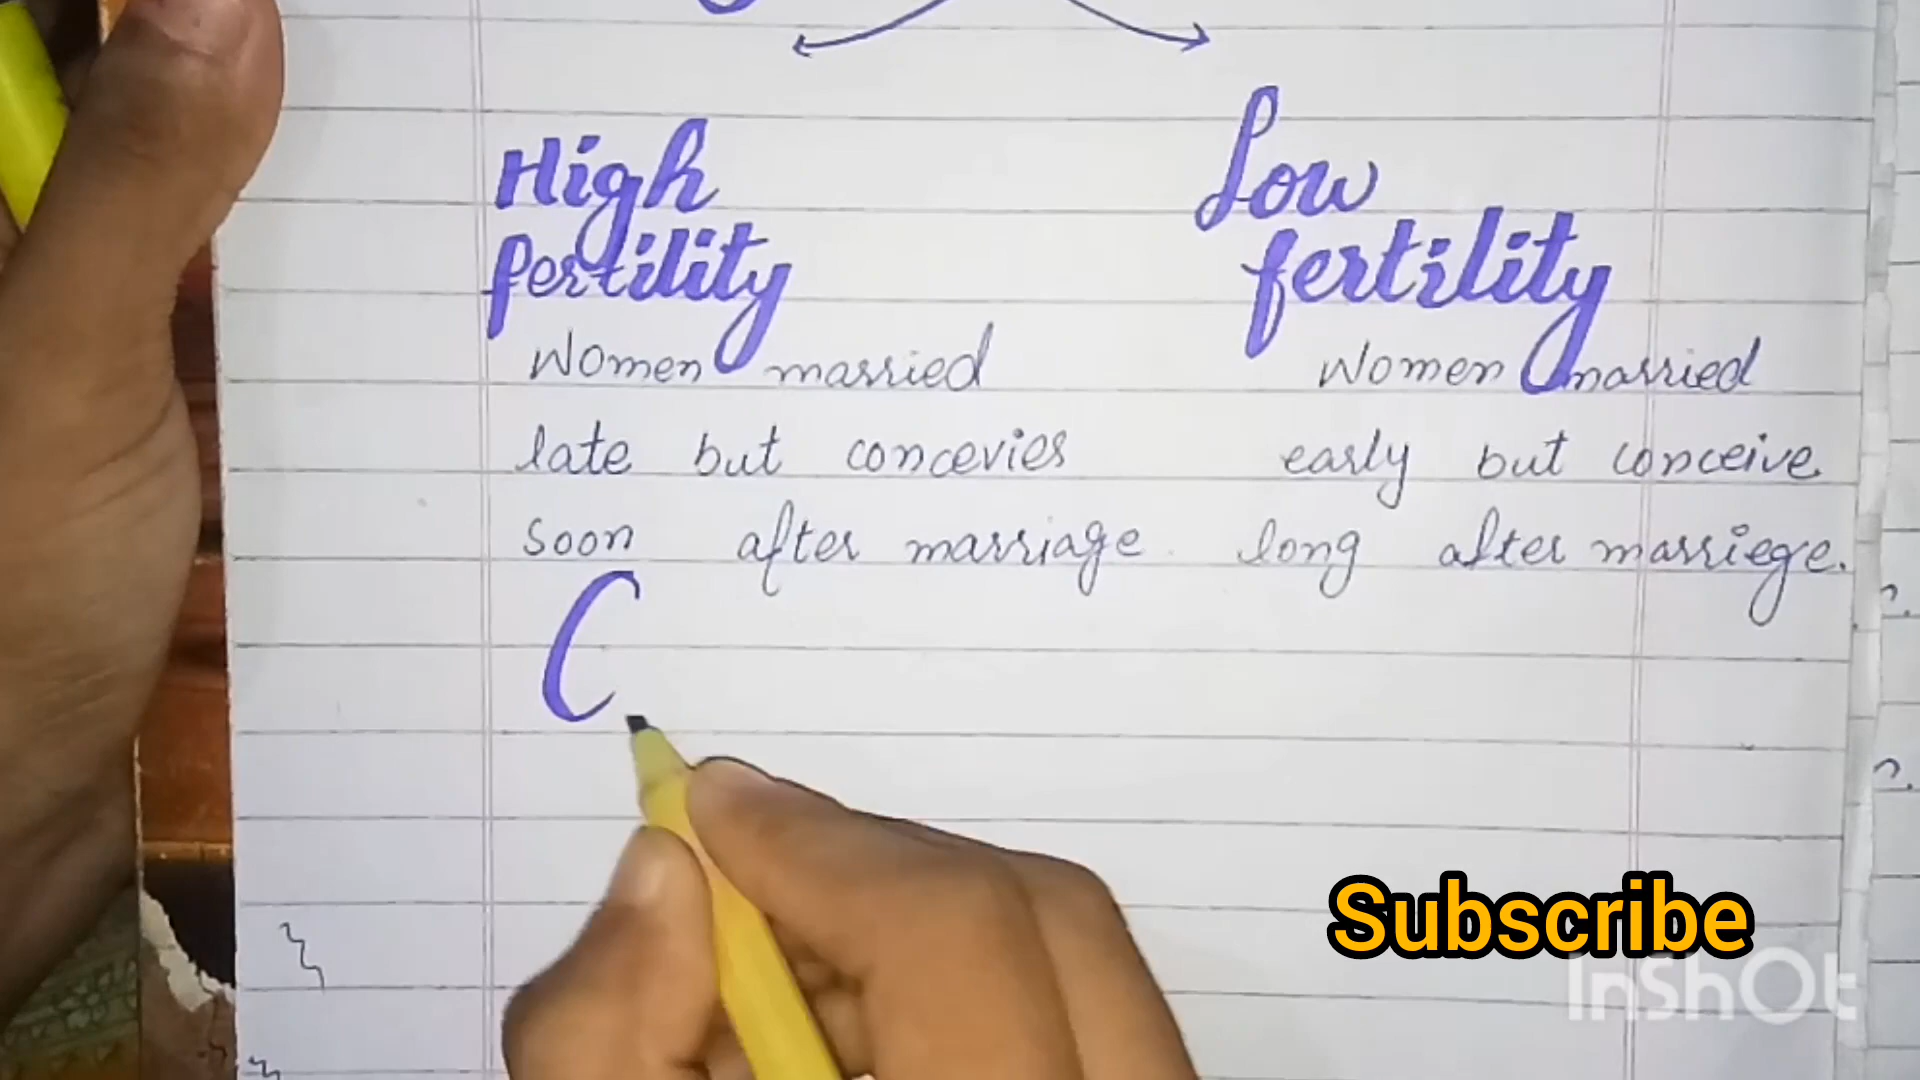 High
fertility
Women married
late but concevies
soon after marriage.
Low
fertility
Women married
early but conceive
long after marriege.
C
Subscribe
InShOt